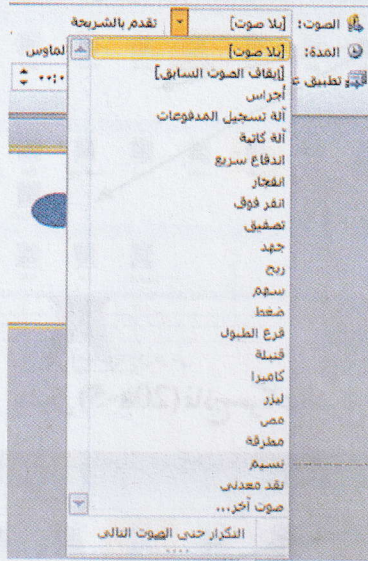 الصوت: [بلا صوت] تقدم بالشريحة
المدة: [بلا صوت] الماوس
تطبيق [إيقاف الصوت السابق]
أجراس
آلة تسجيل المدفوعات
آلة كاتبة
اندفاع سريع
انفجار
انقر فوق
تصفيق
جهد
ريح
سهم
ضغط
قرع الطبول
قنبلة
كاميرا
ليزر
مص
مطرقة
نسيم
نقد معدني
صوت آخر...
التكرار حتى الصوت التالي